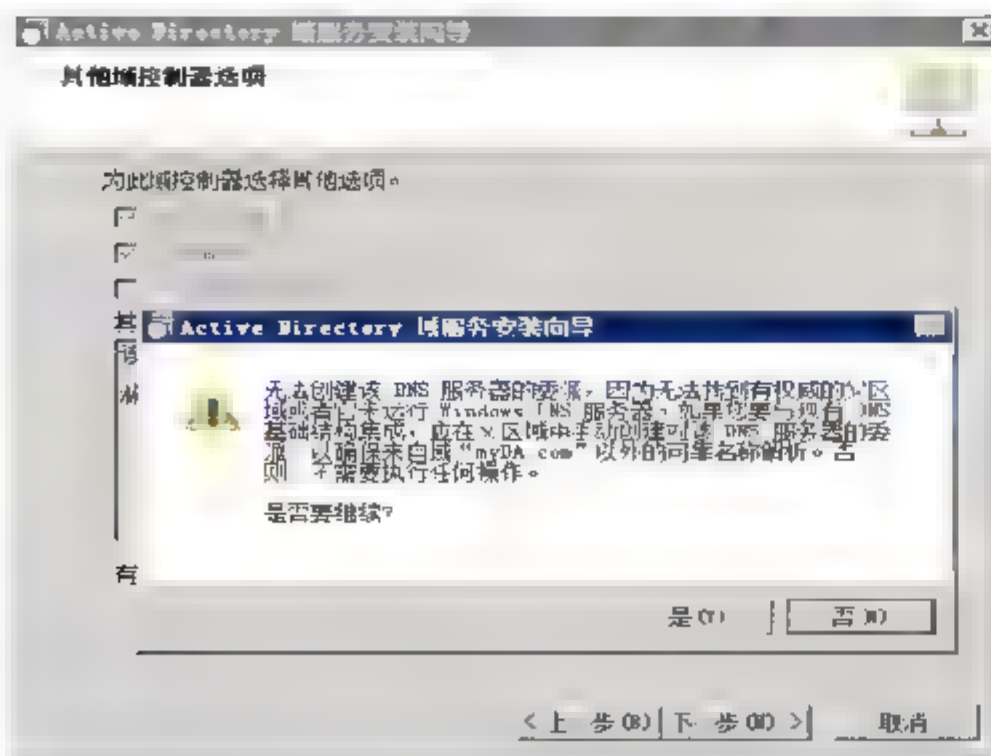 Active Directory 域服务安装向导
其他域控制器选项
为此域控制器选择其他选项。
其
Active Directory 域服务安装向导
无法创建该 DNS 服务器的委派,因为无法找到有权威的父区
域或者它未运行 Windows DNS 服务器。如果您要与现有 DNS
基础结构集成,应在父区域中手动创建对该 DNS 服务器的委
派,以确保来自域“myDA.com”以外的可靠名称解析。否
则,不需要执行任何操作。
是否要继续?
有
是(Y)
否(N)
< 上一步(B)
下一步(N) >
取消